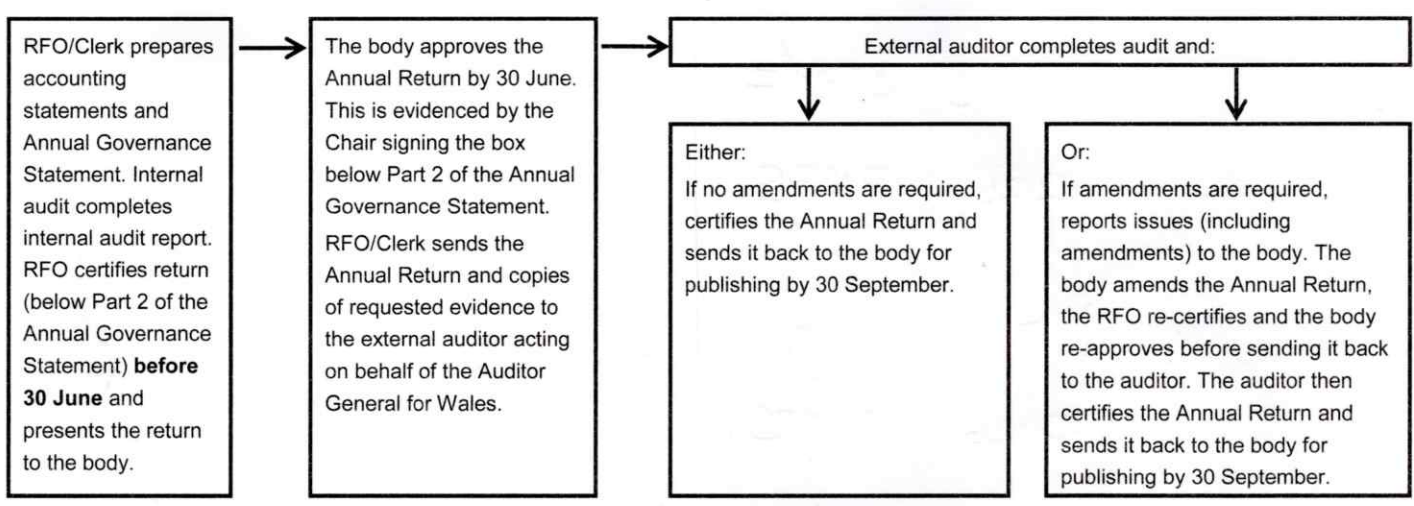 RFO/Clerk prepares
accounting
statements and
Annual Governance
Statement. Internal
audit completes
internal audit report.
RFO certifies return
(below Part 2 of the
Annual Governance
Statement) before
30 June and
presents the return
to the body.
The body approves the
Annual Return by 30 June.
This is evidenced by the
Chair signing the box
below Part 2 of the Annual
Governance Statement.
RFO/Clerk sends the
Annual Return and copies
of requested evidence to
the external auditor acting
on behalf of the Auditor
General for Wales.
External auditor completes audit and:
Either:
If no amendments are required,
certifies the Annual Return and
sends it back to the body for
publishing by 30 September.
Or:
If amendments are required,
reports issues (including
amendments) to the body. The
body amends the Annual Return,
the RFO re-certifies and the body
re-approves before sending it back
to the auditor. The auditor then
certifies the Annual Return and
sends it back to the body for
publishing by 30 September.